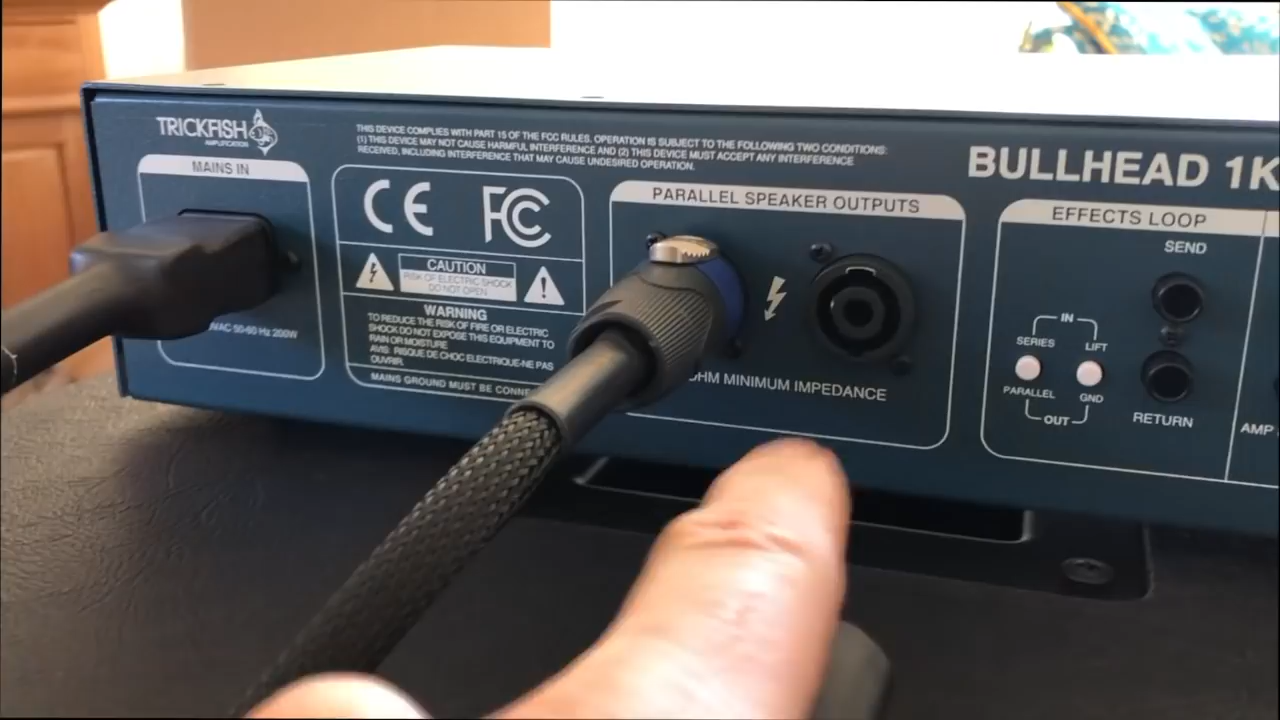 TRICKFISH
AMPLIFICATION
MAINS IN
VAC 50-60 Hz 200W
THIS DEVICE COMPLIES WITH PART 15 OF THE FCC RULES. OPERATION IS SUBJECT TO THE FOLLOWING TWO CONDITIONS:
(1) THIS DEVICE MAY NOT CAUSE HARMFUL INTERFERENCE AND (2) THIS DEVICE MUST ACCEPT ANY INTERFERENCE
RECEIVED, INCLUDING INTERFERENCE THAT MAY CAUSE UNDESIRED OPERATION.
CE FCC
CAUTION
RISK OF ELECTRIC SHOCK
DO NOT OPEN
WARNING
TO REDUCE THE RISK OF FIRE OR ELECTRIC
SHOCK DO NOT EXPOSE THIS EQUIPMENT TO
RAIN OR MOISTURE
AVIS: RISQUE DE CHOC ELECTRIQUE-NE PAS
OUVRIR.
MAINS GROUND MUST BE CONNE
PARALLEL SPEAKER OUTPUTS
OHM MINIMUM IMPEDANCE
BULLHEAD 1K
EFFECTS LOOP
SEND
IN
SERIES LIFT
PARALLEL GND
OUT
RETURN
AMP